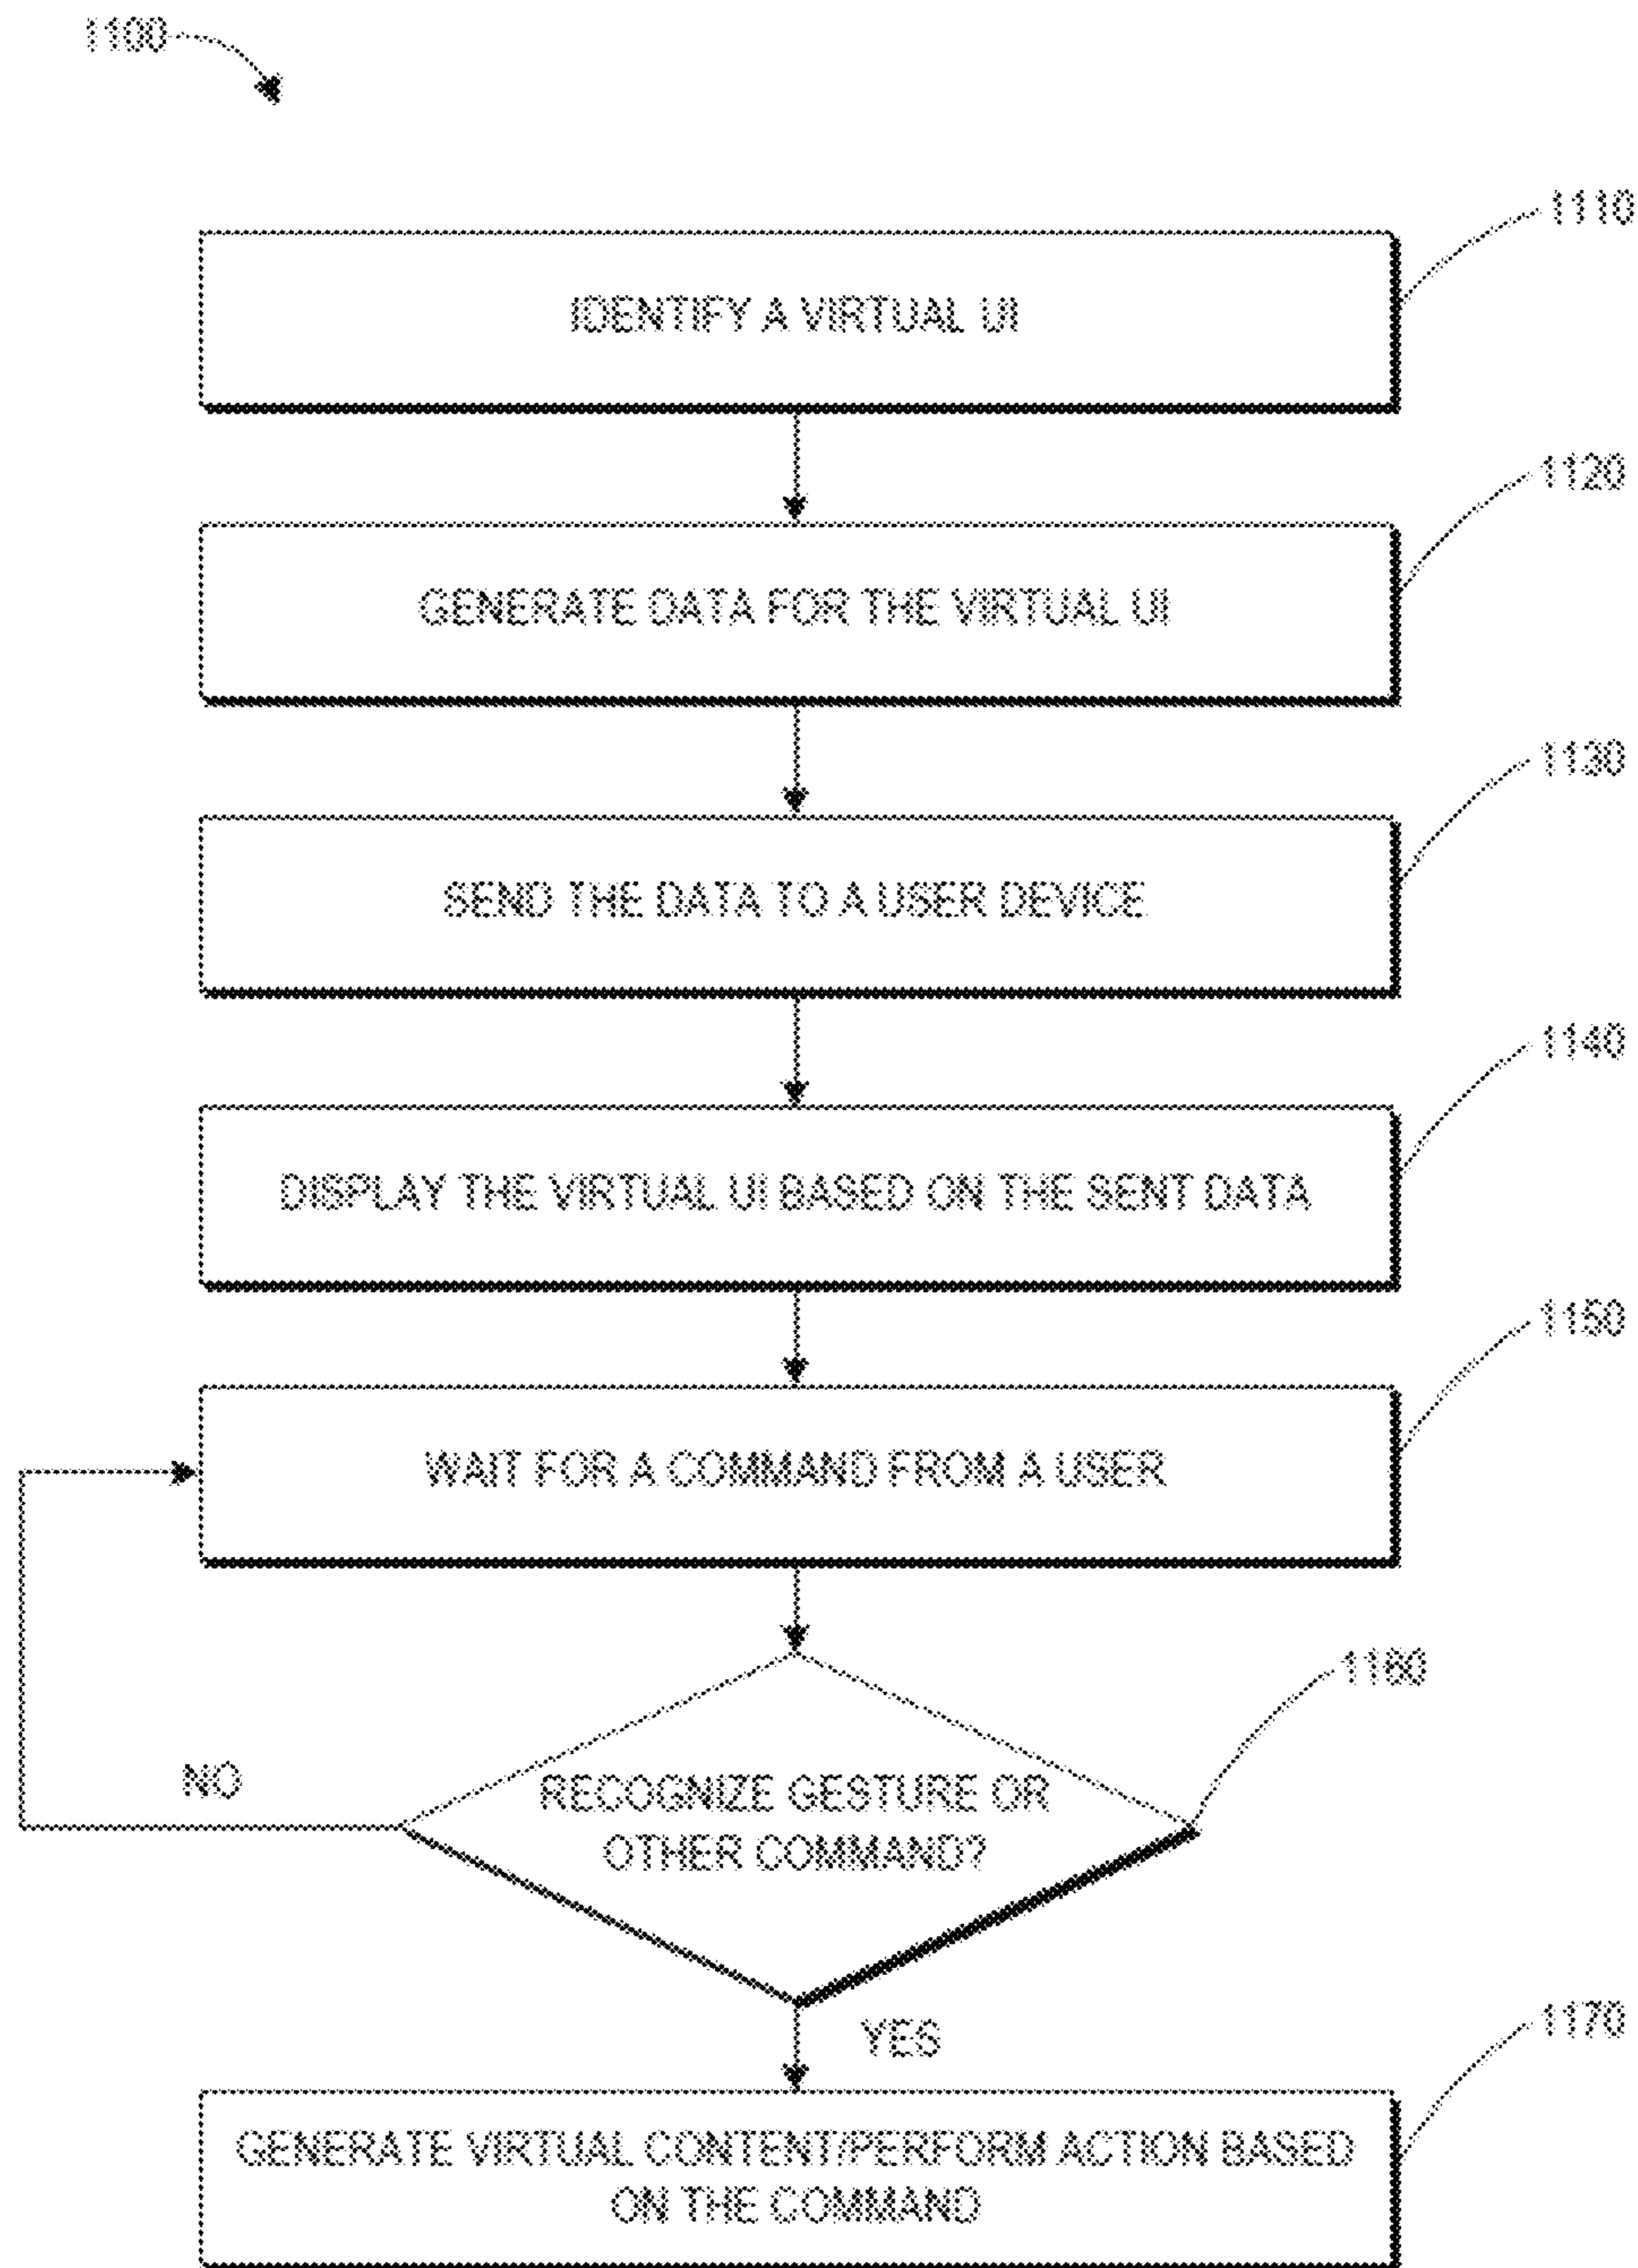 1100
1110
IDENTIFY A VIRTUAL UI
1120
GENERATE DATA FOR THE VIRTUAL UI
1130
SEND THE DATA TO A USER DEVICE
1140
DISPLAY THE VIRTUAL UI BASED ON THE SENT DATA
1150
WAIT FOR A COMMAND FROM A USER
1160
NO
RECOGNIZE GESTURE OR
OTHER COMMAND?
YES
1170
GENERATE VIRTUAL CONTENT/PERFORM ACTION BASED
ON THE COMMAND